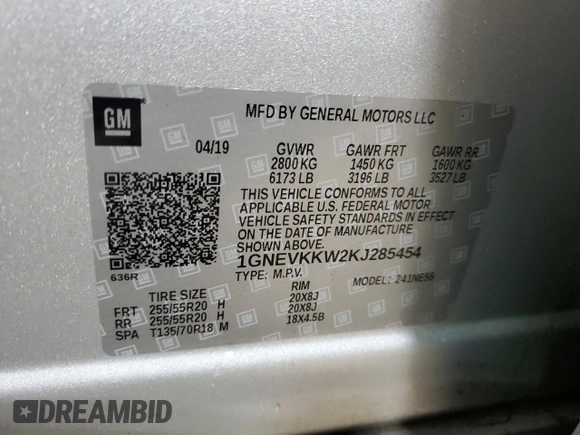 GM
MFD BY GENERAL MOTORS LLC
04/19 GVWR GAWR FRT GAWR RR
2800 KG 1450 KG 1600 KG
6173 LB 3196 LB 3527 LB
THIS VEHICLE CONFORMS TO ALL
APPLICABLE U.S. FEDERAL MOTOR
VEHICLE SAFETY STANDARDS IN EFFECT
ON THE DATE OF MANUFACTURE
SHOWN ABOVE.
636R
1GNEVKKW2KJ285454
TYPE: M.P.V. MODEL: 241NE56
TIRE SIZE RIM
FRT 255/55R20 H 20X8J
RR 255/55R20 H 20X8J
SPA T135/70R18 M 18X4.5B
DREAMBID